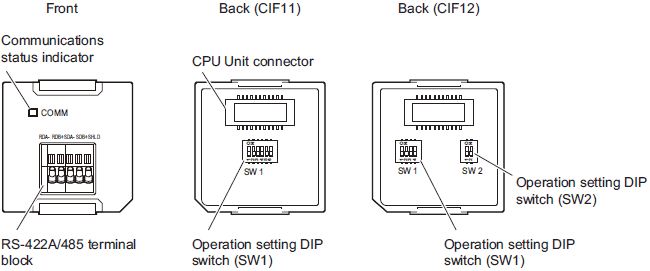 Front
Back (CIF11)
Back (CIF12)
Communications
status indicator
CPU Unit connector
COMM
RDA- RDB+SDA- SDB+SHLD
SW 1
SW 1
SW 2
Operation setting DIP
switch (SW2)
RS-422A/485 terminal
block
Operation setting DIP
switch (SW1)
Operation setting DIP
switch (SW1)